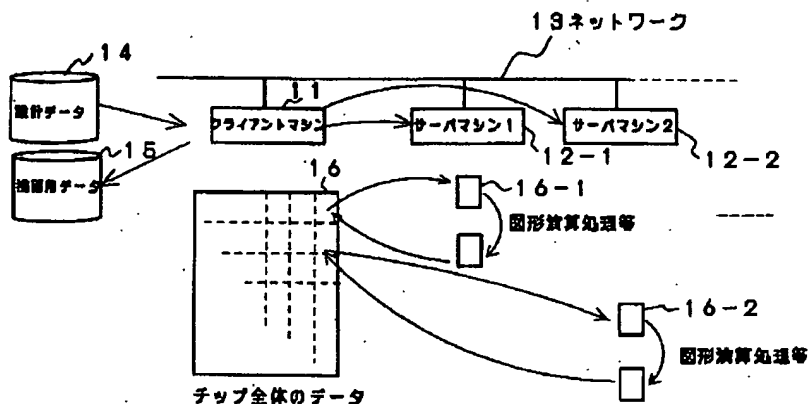 13ネットワーク
14
11
設計データ
クライアントマシン
サーバマシン1
サーバマシン2
15
12-1
12-2
描画用データ
16
16-1
図形演算処理等
16-2
図形演算処理等
チップ全体のデータ